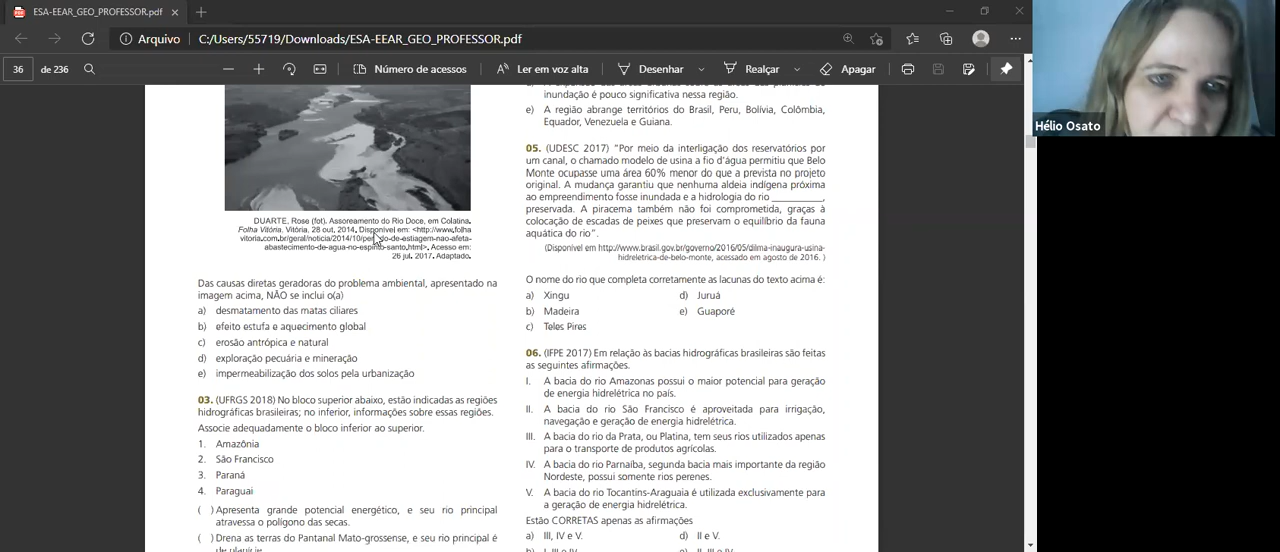 ESA-EEAR_GEO_PROFESSOR.pdf
Arquivo | C:/Users/55719/Downloads/ESA-EEAR_GEO_PROFESSOR.pdf
36 de 236
Número de acessos
Ler em voz alta
Desenhar
Realçar
Apagar
Hélio Osato
DUARTE, Rose (fot). Assoreamento do Rio Doce, em Colatina.
Folha Vitória. Vitória, 28 out, 2014. Disponível em: <http://www.folha
vitoria.com.br/geral/noticia/2014/10/ -de-estiagem-nao-afeta-
abastecimento-de-agua-no-espirito-santo.html>. Acesso em:
26 jul. 2017. Adaptado.
Das causas diretas geradoras do problema ambiental, apresentado na
imagem acima, NÃO se inclui o(a)
a) desmatamento das matas ciliares
b) efeito estufa e aquecimento global
c) erosão antrópica e natural
d) exploração pecuária e mineração
e) impermeabilização dos solos pela urbanização
03. (UFRGS 2018) No bloco superior abaixo, estão indicadas as regiões
hidrográficas brasileiras; no inferior, informações sobre essas regiões.
Associe adequadamente o bloco inferior ao superior.
1. Amazônia
2. São Francisco
3. Paraná
4. Paraguai
( ) Apresenta grande potencial energético, e seu rio principal
atravessa o polígono das secas.
( ) Drena as terras do Pantanal Mato-grossense, e seu rio principal é
de planície.
inundação é pouco significativa nessa região.
e) A região abrange territórios do Brasil, Peru, Bolívia, Colômbia,
Equador, Venezuela e Guiana.
05. (UDESC 2017) “Por meio da interligação dos reservatórios por
um canal, o chamado modelo de usina a fio d’água permitiu que Belo
Monte ocupasse uma área 60% menor do que a prevista no projeto
original. A mudança garantiu que nenhuma aldeia indígena próxima
ao empreendimento fosse inundada e a hidrologia do rio __________,
preservada. A piracema também não foi comprometida, graças à
colocação de escadas de peixes que preservam o equilíbrio da fauna
aquática do rio”.
(Disponível em http://www.brasil.gov.br/governo/2016/05/dilma-inaugura-usina-
hidreletrica-de-belo-monte, acessado em agosto de 2016. )
O nome do rio que completa corretamente as lacunas do texto acima é:
a) Xingu d) Juruá
b) Madeira e) Guaporé
c) Teles Pires
06. (IFPE 2017) Em relação às bacias hidrográficas brasileiras são feitas
as seguintes afirmações.
I. A bacia do rio Amazonas possui o maior potencial para geração
de energia hidrelétrica no país.
II. A bacia do rio São Francisco é aproveitada para irrigação,
navegação e geração de energia hidrelétrica.
III. A bacia do rio da Prata, ou Platina, tem seus rios utilizados apenas
para o transporte de produtos agrícolas.
IV. A bacia do rio Parnaíba, segunda bacia mais importante da região
Nordeste, possui somente rios perenes.
V. A bacia do rio Tocantins-Araguaia é utilizada exclusivamente para
a geração de energia hidrelétrica.
Estão CORRETAS apenas as afirmações
a) III, IV e V. d) II e V.